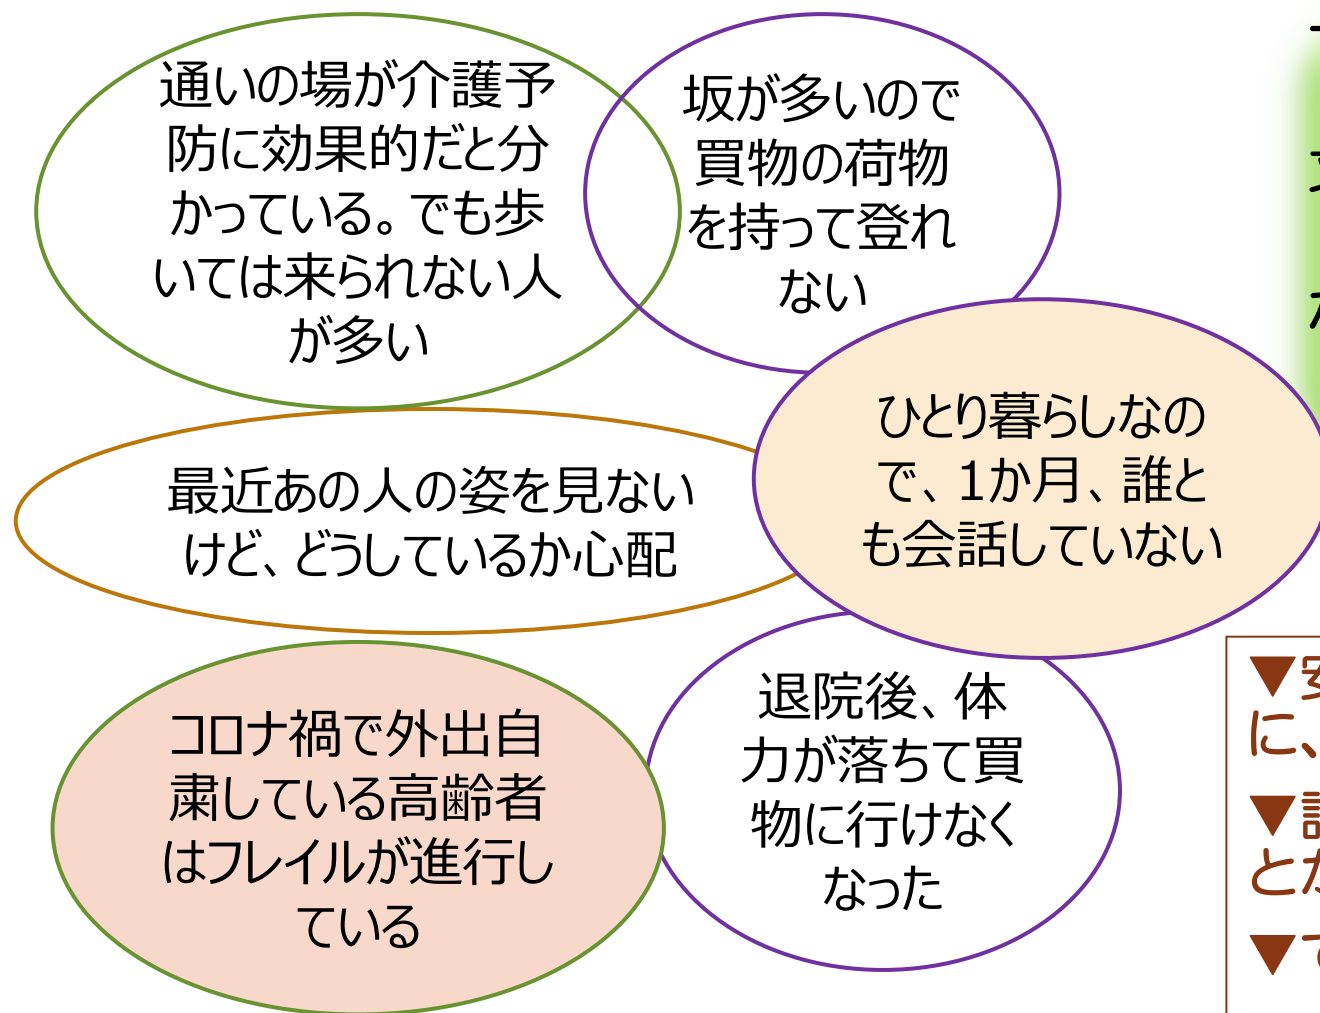 通いの場が介護予
防に効果的だと分
かっている。でも歩
いては来られない人
が多い
坂が多いので
買物の荷物
を持って登れ
ない
ひとり暮らしなの
で、1か月、誰と
も会話していない
最近あの人の姿を見ない
けど、どうしているか心配
コロナ禍で外出自
粛している高齢者
はフレイルが進行し
ている
退院後、体
力が落ちて買
物に行けなく
なった
▼安
に、
▼
とか
▼て